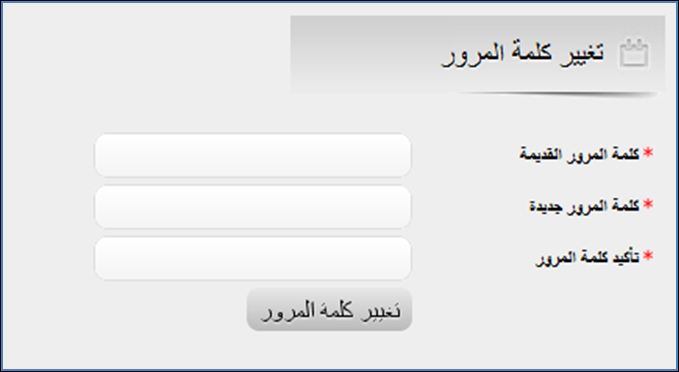 تغيير كلمة المرور
* كلمة المرور القديمة
* كلمة المرور جديدة
* تأكيد كلمة المرور
تغيير كلمة المرور